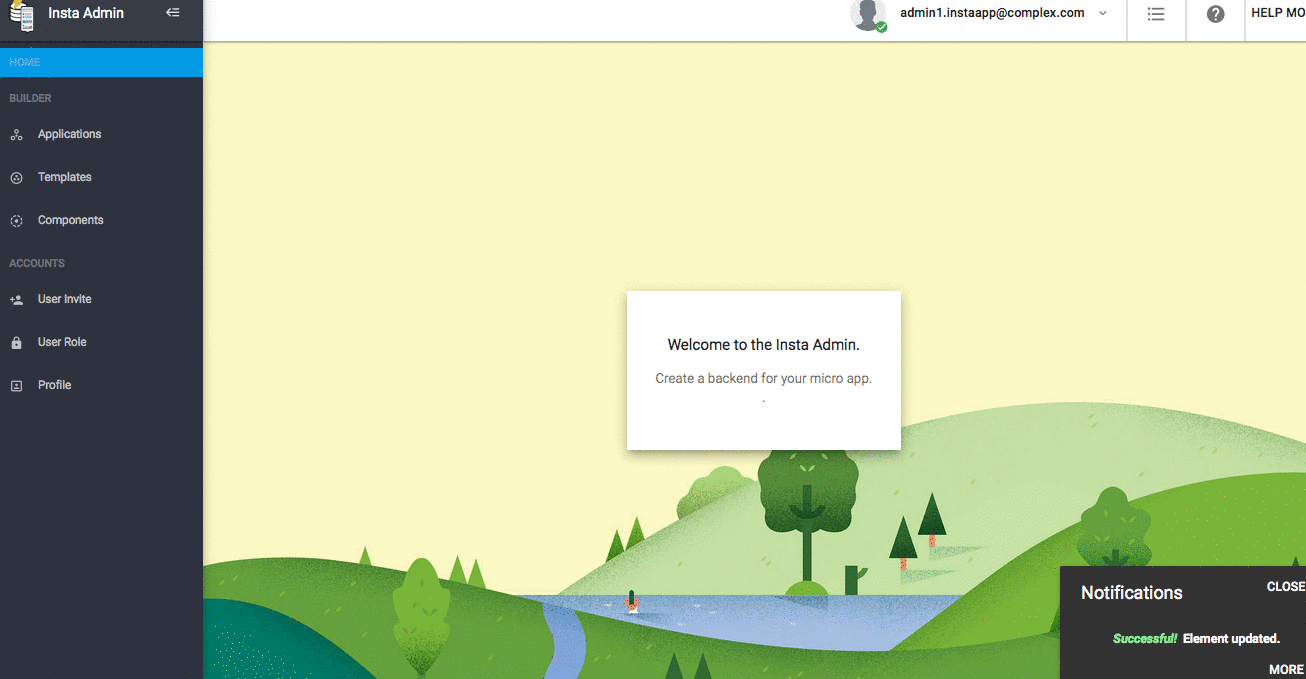 Insta Admin
admin1.instaapp@complex.com
HELP MO
HOME
BUILDER
Applications
Templates
Components
ACCOUNTS
User Invite
User Role
Profile
Welcome to the Insta Admin.
Create a backend for your micro app.
.
Notifications
CLOSE
Successful! Element updated.
MORE